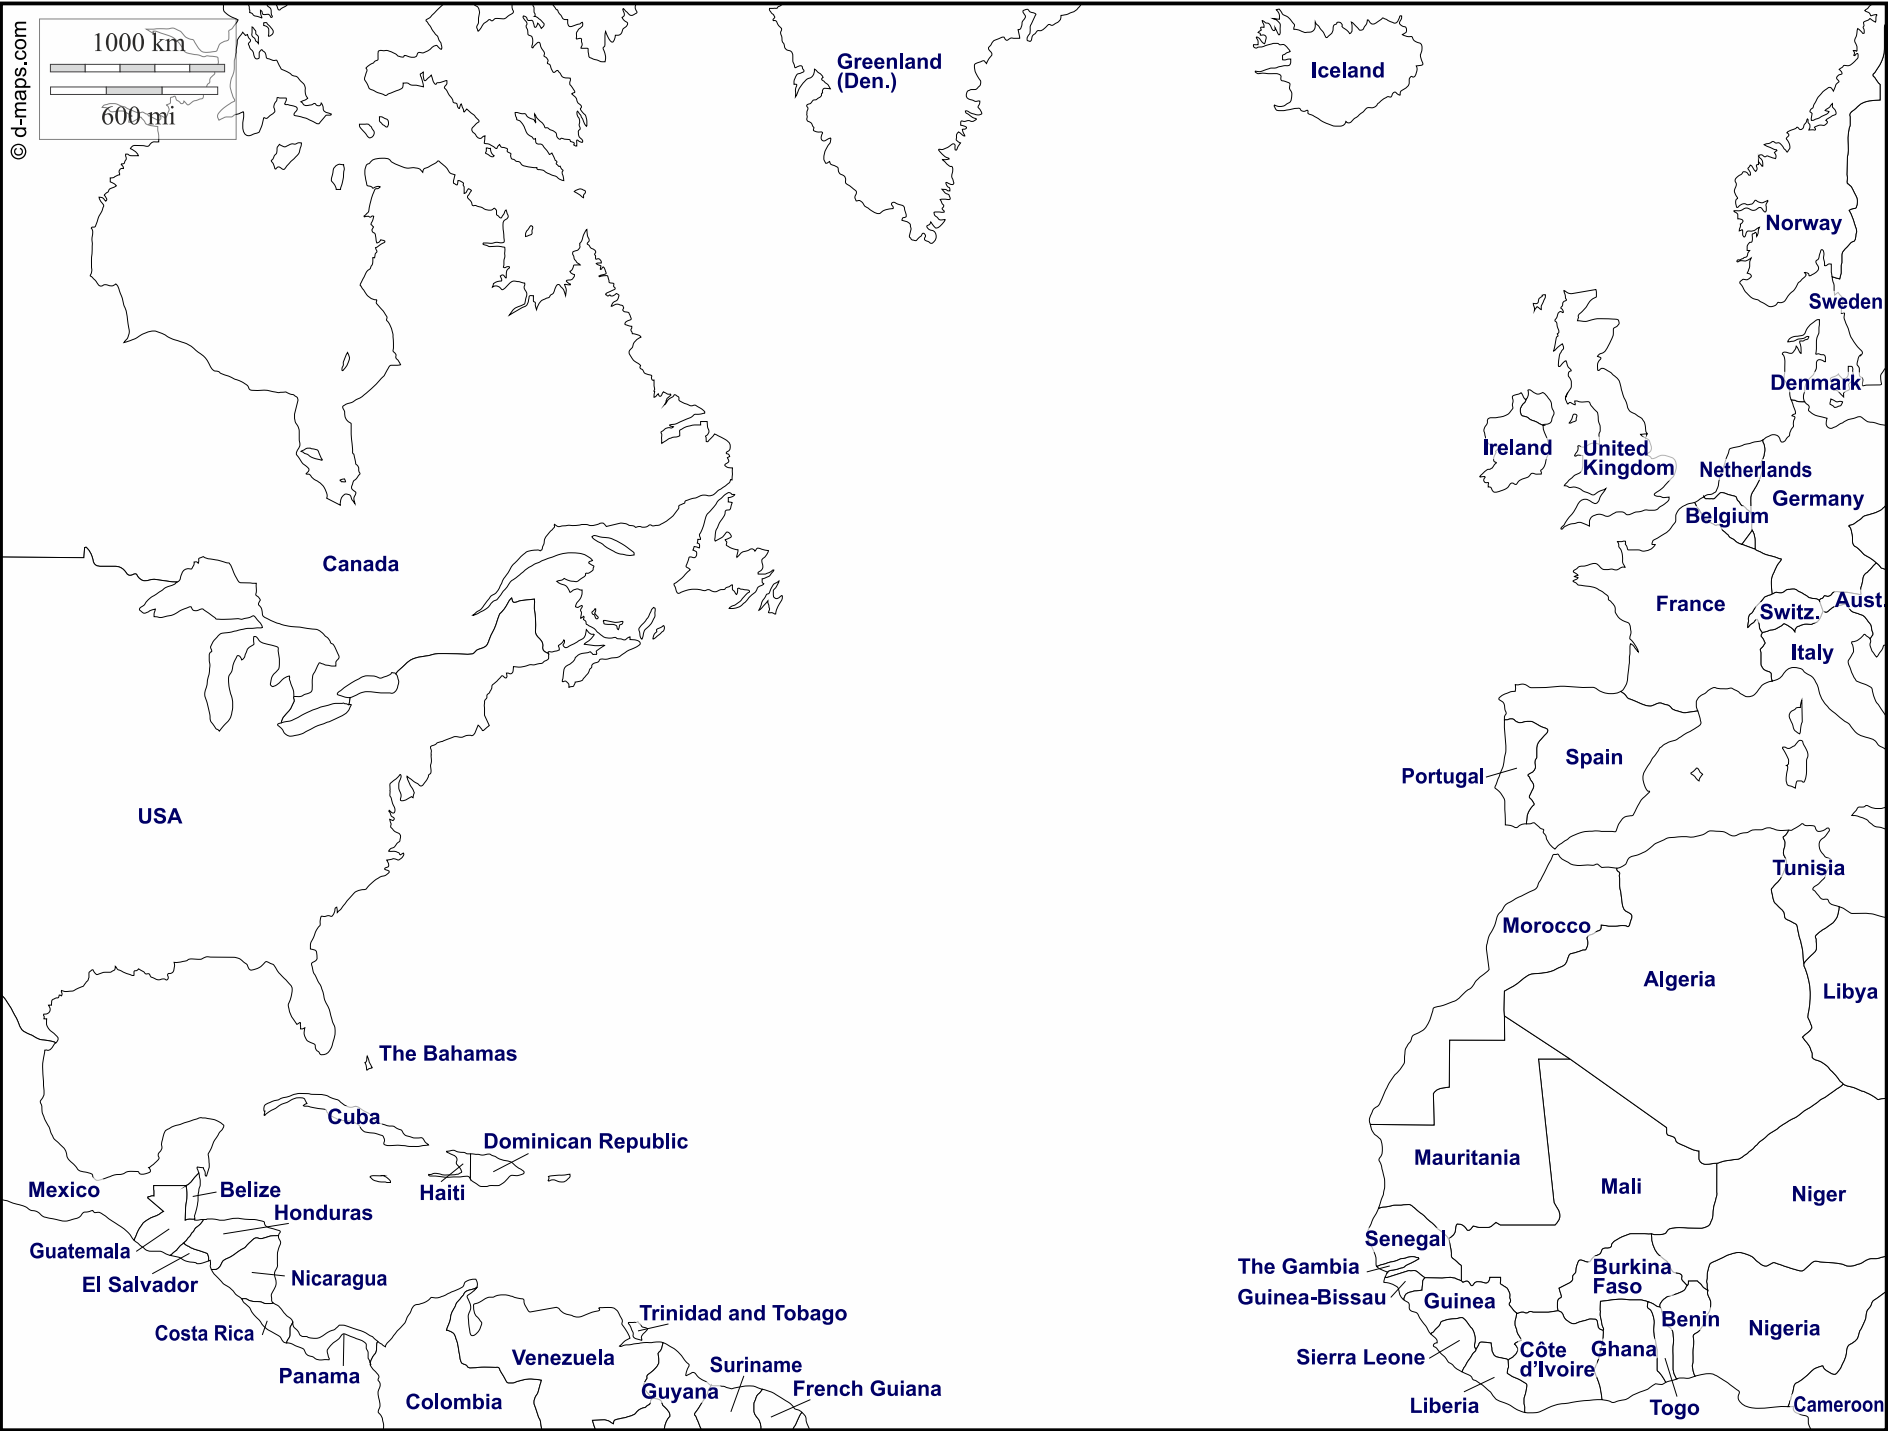 © d-maps.com
1000 km
600 mi
Greenland
(Den.)
Iceland
Norway
Sweden
Denmark
Ireland
United
Kingdom
Netherlands
Germany
Belgium
Canada
France
Switz.
Aust.
Italy
Spain
Portugal
USA
Tunisia
Morocco
Algeria
Libya
The Bahamas
Cuba
Dominican Republic
Haiti
Mauritania
Mali
Niger
Mexico
Belize
Honduras
Guatemala
El Salvador
Nicaragua
Senegal
The Gambia
Guinea-Bissau
Guinea
Burkina
Faso
Benin
Nigeria
Trinidad and Tobago
Costa Rica
Panama
Venezuela
Suriname
Guyana
French Guiana
Colombia
Sierra Leone
Côte
d'Ivoire
Ghana
Liberia
Togo
Cameroon